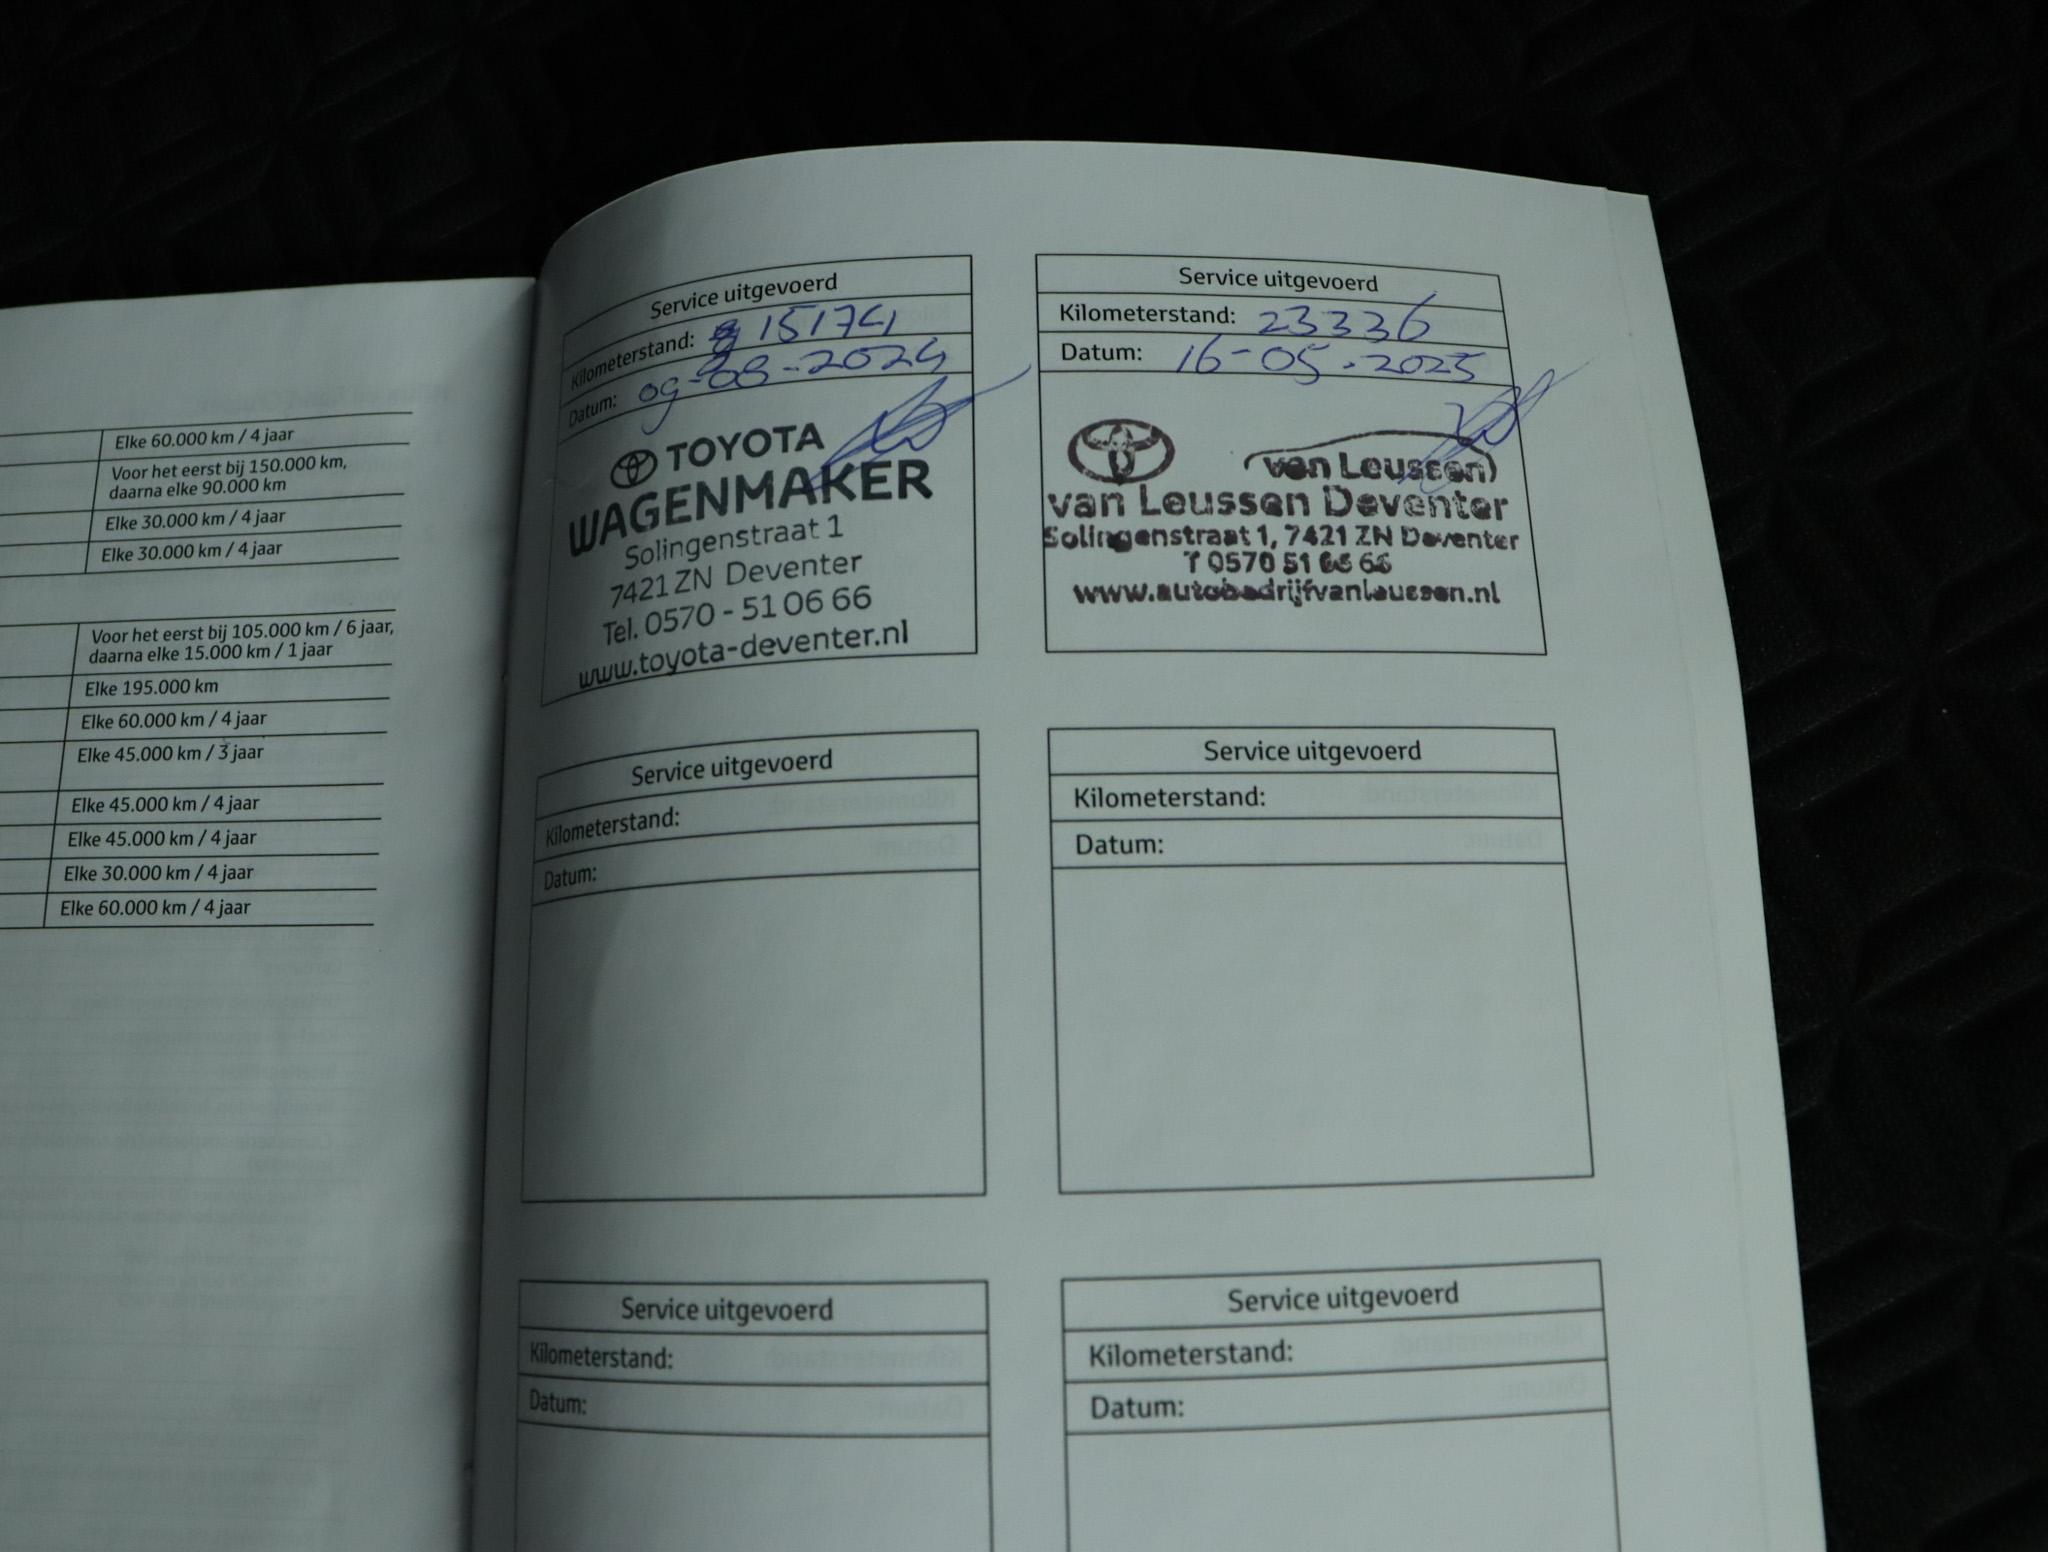 Elke 60.000 km / 4 jaar
Voor het eerst bij 150.000 km,
daarna elke 90.000 km
Elke 30.000 km / 4 jaar
Elke 30.000 km / 4 jaar
Voor het eerst bij 105.000 km / 6 jaar,
daarna elke 15.000 km / 1 jaar
Elke 195.000 km
Elke 60.000 km / 4 jaar
Elke 45.000 km / 3 jaar
Elke 45.000 km / 4 jaar
Elke 45.000 km / 4 jaar
Elke 30.000 km / 4 jaar
Elke 60.000 km / 4 jaar
Service uitgevoerd
Kilometerstand: 15174
Datum: 09-08-2024
TOYOTA
WAGENMAKER
Solingenstraat 1
7421 ZN Deventer
Tel. 0570 - 51 06 66
www.toyota-deventer.nl
Service uitgevoerd
Kilometerstand: 23336
Datum: 16-05-2025
van Leussen
van Leussen Deventer
Solingenstraat 1, 7421 ZN Deventer
T 0570 51 66 66
www.autobedrijfvanleussen.nl
Service uitgevoerd
Kilometerstand:
Datum:
Service uitgevoerd
Kilometerstand:
Datum:
Service uitgevoerd
Kilometerstand:
Datum:
Service uitgevoerd
Kilometerstand:
Datum: